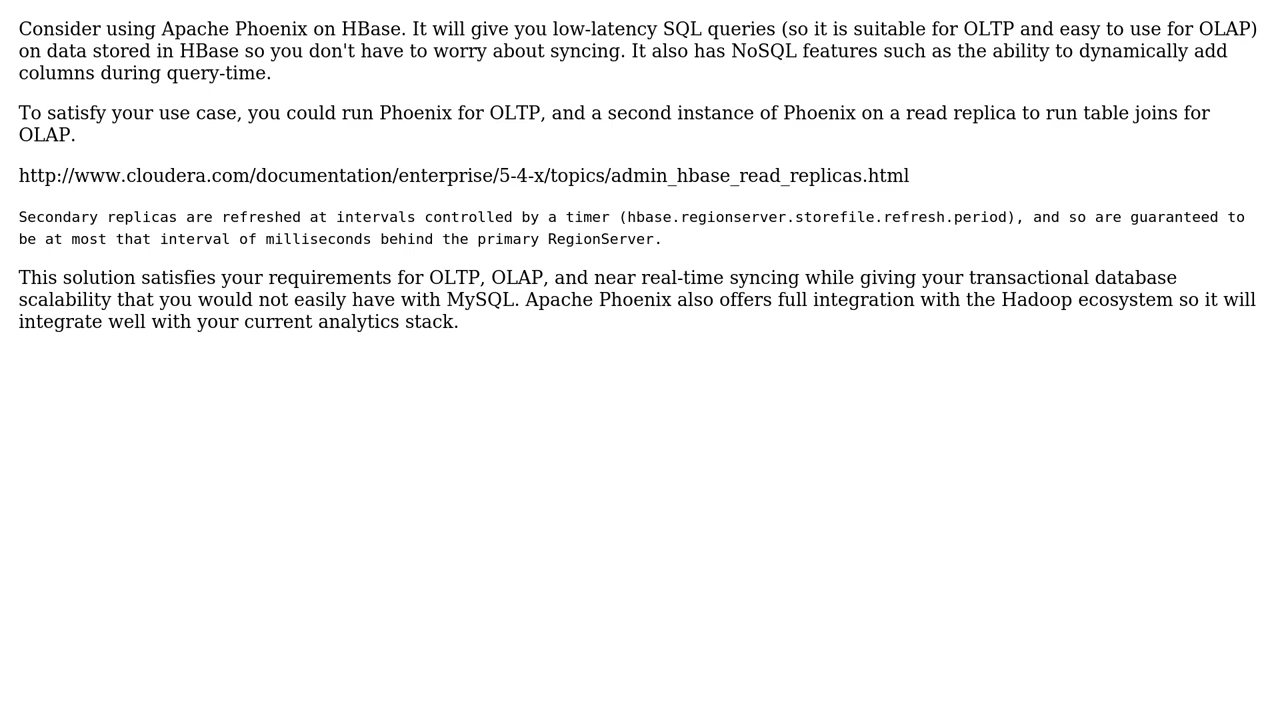 Consider using Apache Phoenix on HBase. It will give you low-latency SQL queries (so it is suitable for OLTP and easy to use for OLAP)
on data stored in HBase so you don't have to worry about syncing. It also has NoSQL features such as the ability to dynamically add
columns during query-time.
To satisfy your use case, you could run Phoenix for OLTP, and a second instance of Phoenix on a read replica to run table joins for
OLAP.
http://www.cloudera.com/documentation/enterprise/5-4-x/topics/admin_hbase_read_replicas.html
Secondary replicas are refreshed at intervals controlled by a timer (hbase.regionserver.storefile.refresh.period), and so are guaranteed to
be at most that interval of milliseconds behind the primary RegionServer.
This solution satisfies your requirements for OLTP, OLAP, and near real-time syncing while giving your transactional database
scalability that you would not easily have with MySQL. Apache Phoenix also offers full integration with the Hadoop ecosystem so it will
integrate well with your current analytics stack.